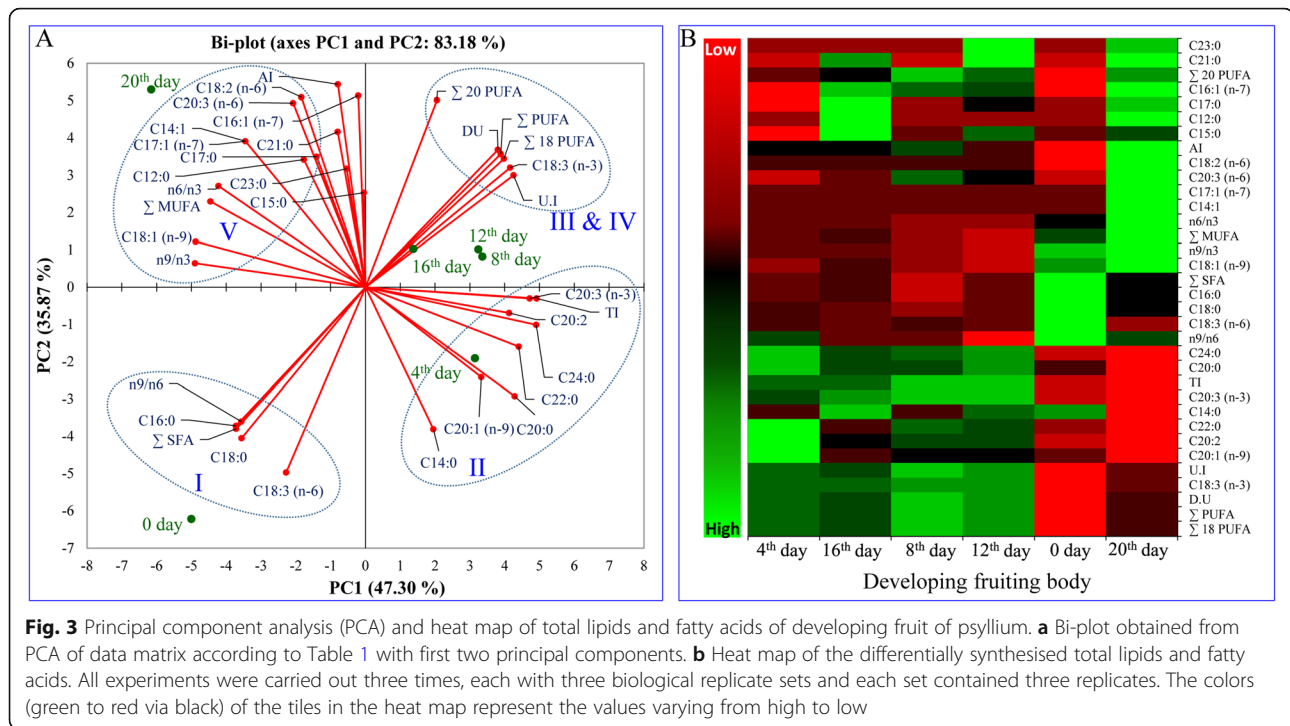 A
Bi-plot (axes PC1 and PC2: 83.18 %)
20th day
AI
C18:2 (n-6)
C20:3 (n-6)
C16:1 (n-7)
C14:1
C17:1 (n-7)
C21:0
C17:0
C12:0
C23:0
n6/n3
C15:0
∑ MUFA
V
C18:1 (n-9)
n9/n3
∑ 20 PUFA
DU
∑ PUFA
∑ 18 PUFA
C18:3 (n-3)
U.I
III & IV
12th day
16th day
8th day
C20:3 (n-3)
C20:2
TI
4th day
C24:0
C22:0
C20:1 (n-9)
C20:0
C14:0
II
n9/n6
C16:0
∑ SFA
C18:0
I
C18:3 (n-6)
0 day
PC2 (35.87 %)
6
5
4
3
2
1
0
-1
-2
-3
-4
-5
-6
-7
-8 -7 -6 -5 -4 -3 -2 -1 0 1 2 3 4 5 6 7 8
PC1 (47.30 %)
B
Low
High
C23:0
C21:0
∑ 20 PUFA
C16:1 (n-7)
C17:0
C12:0
C15:0
AI
C18:2 (n-6)
C20:3 (n-6)
C17:1 (n-7)
C14:1
n6/n3
∑ MUFA
n9/n3
C18:1 (n-9)
∑ SFA
C16:0
C18:0
C18:3 (n-6)
n9/n6
C24:0
C20:0
TI
C20:3 (n-3)
C14:0
C22:0
C20:2
C20:1 (n-9)
U.I
C18:3 (n-3)
D.U
∑ PUFA
∑ 18 PUFA
4th day 16th day 8th day 12th day 0 day 20th day
Developing fruiting body
Fig. 3 Principal component analysis (PCA) and heat map of total lipids and fatty acids of developing fruit of psyllium. a Bi-plot obtained from
PCA of data matrix according to Table 1 with first two principal components. b Heat map of the differentially synthesised total lipids and fatty
acids. All experiments were carried out three times, each with three biological replicate sets and each set contained three replicates. The colors
(green to red via black) of the tiles in the heat map represent the values varying from high to low